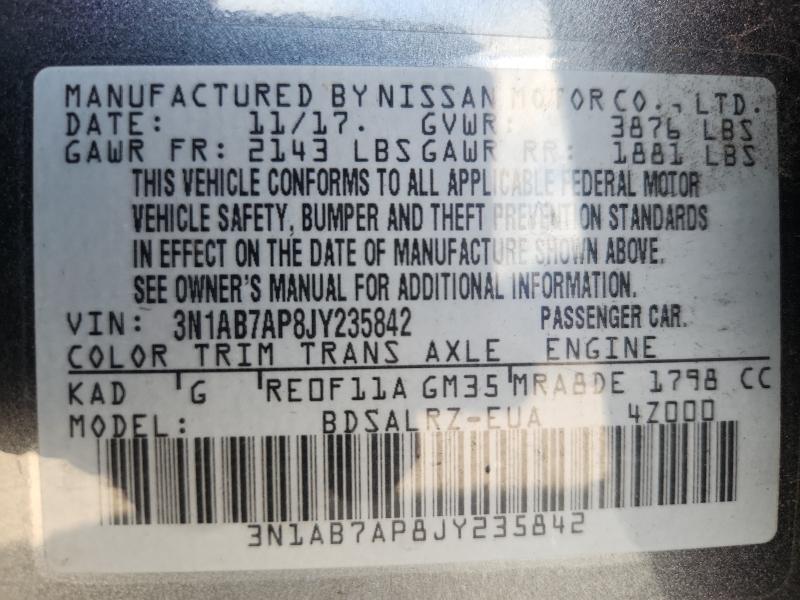 MANUFACTURED BY NISSAN MOTOR CO., LTD.
DATE: 11/17. GVWR: 3876 LBS
GAWR FR: 2143 LBS GAWR RR: 1881 LBS
THIS VEHICLE CONFORMS TO ALL APPLICABLE FEDERAL MOTOR
VEHICLE SAFETY, BUMPER AND THEFT PREVENTION STANDARDS
IN EFFECT ON THE DATE OF MANUFACTURE SHOWN ABOVE.
SEE OWNER'S MANUAL FOR ADDITIONAL INFORMATION.
VIN: 3N1AB7AP8JY235842 PASSENGER CAR.
COLOR TRIM TRANS AXLE ENGINE
KAD G RE0F11A GM35 MRA8DE 1798 CC
MODEL: BDSALRZ-EUA 4Z000
3N1AB7AP8JY235842